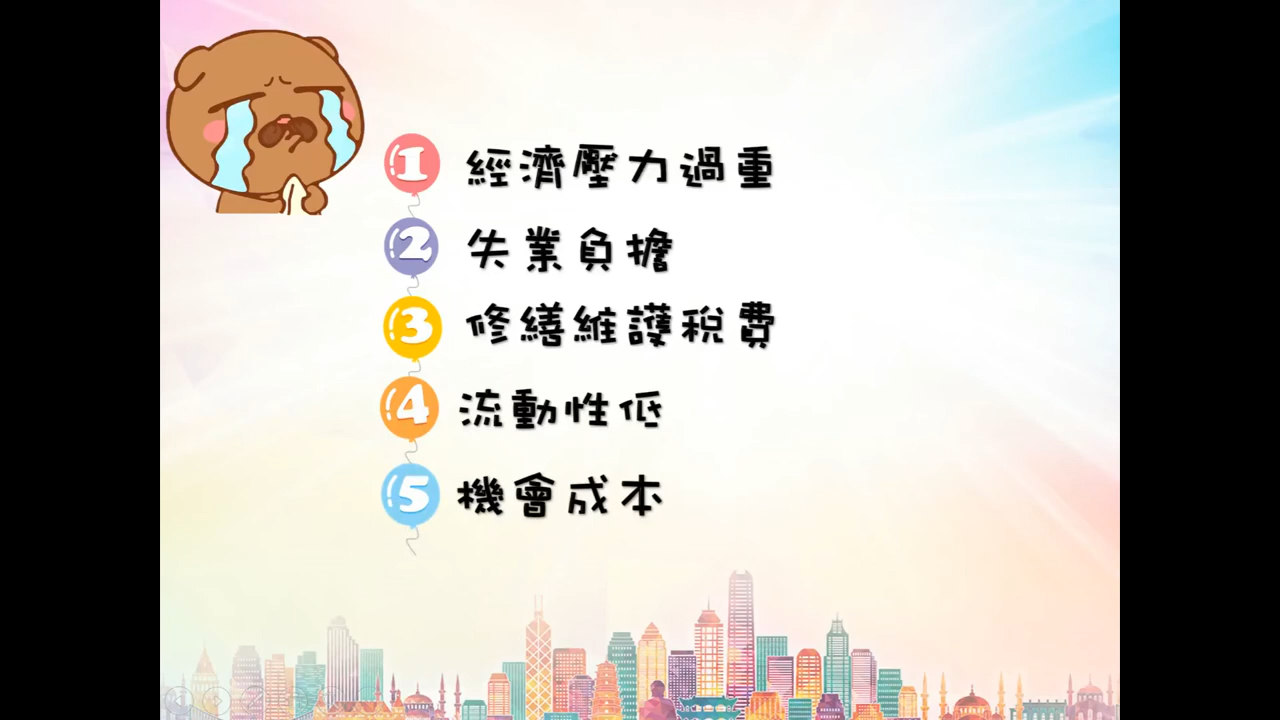 1 經濟壓力過重
2 失業負擔
3 修繕維護稅費
4 流動性低
5 機會成本